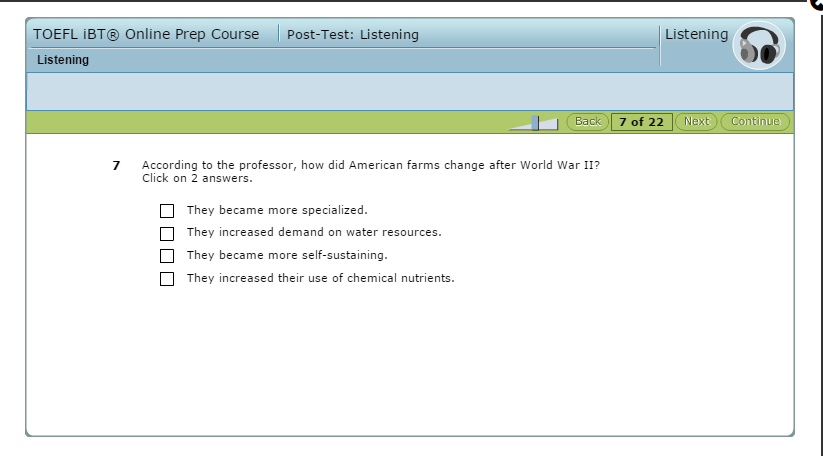 TOEFL iBT® Online Prep Course Post-Test: Listening Listening
Listening
Back 7 of 22 Next Continue
7 According to the professor, how did American farms change after World War II?
Click on 2 answers.
They became more specialized.
They increased demand on water resources.
They became more self-sustaining.
They increased their use of chemical nutrients.